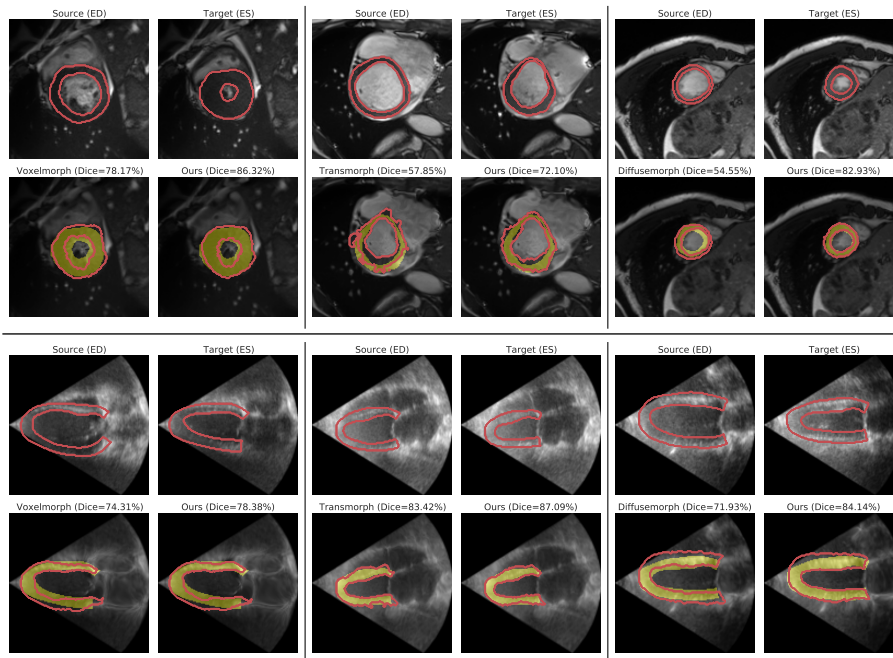 Source (ED) Target (ES) Source (ED) Target (ES) Source (ED) Target (ES)
Voxelmorph (Dice=78.17%) Ours (Dice=86.32%) Transmorph (Dice=57.85%) Ours (Dice=72.10%) Diffusemorph (Dice=54.55%) Ours (Dice=82.93%)
Source (ED) Target (ES) Source (ED) Target (ES) Source (ED) Target (ES)
Voxelmorph (Dice=74.31%) Ours (Dice=78.38%) Transmorph (Dice=83.42%) Ours (Dice=87.09%) Diffusemorph (Dice=71.93%) Ours (Dice=84.14%)